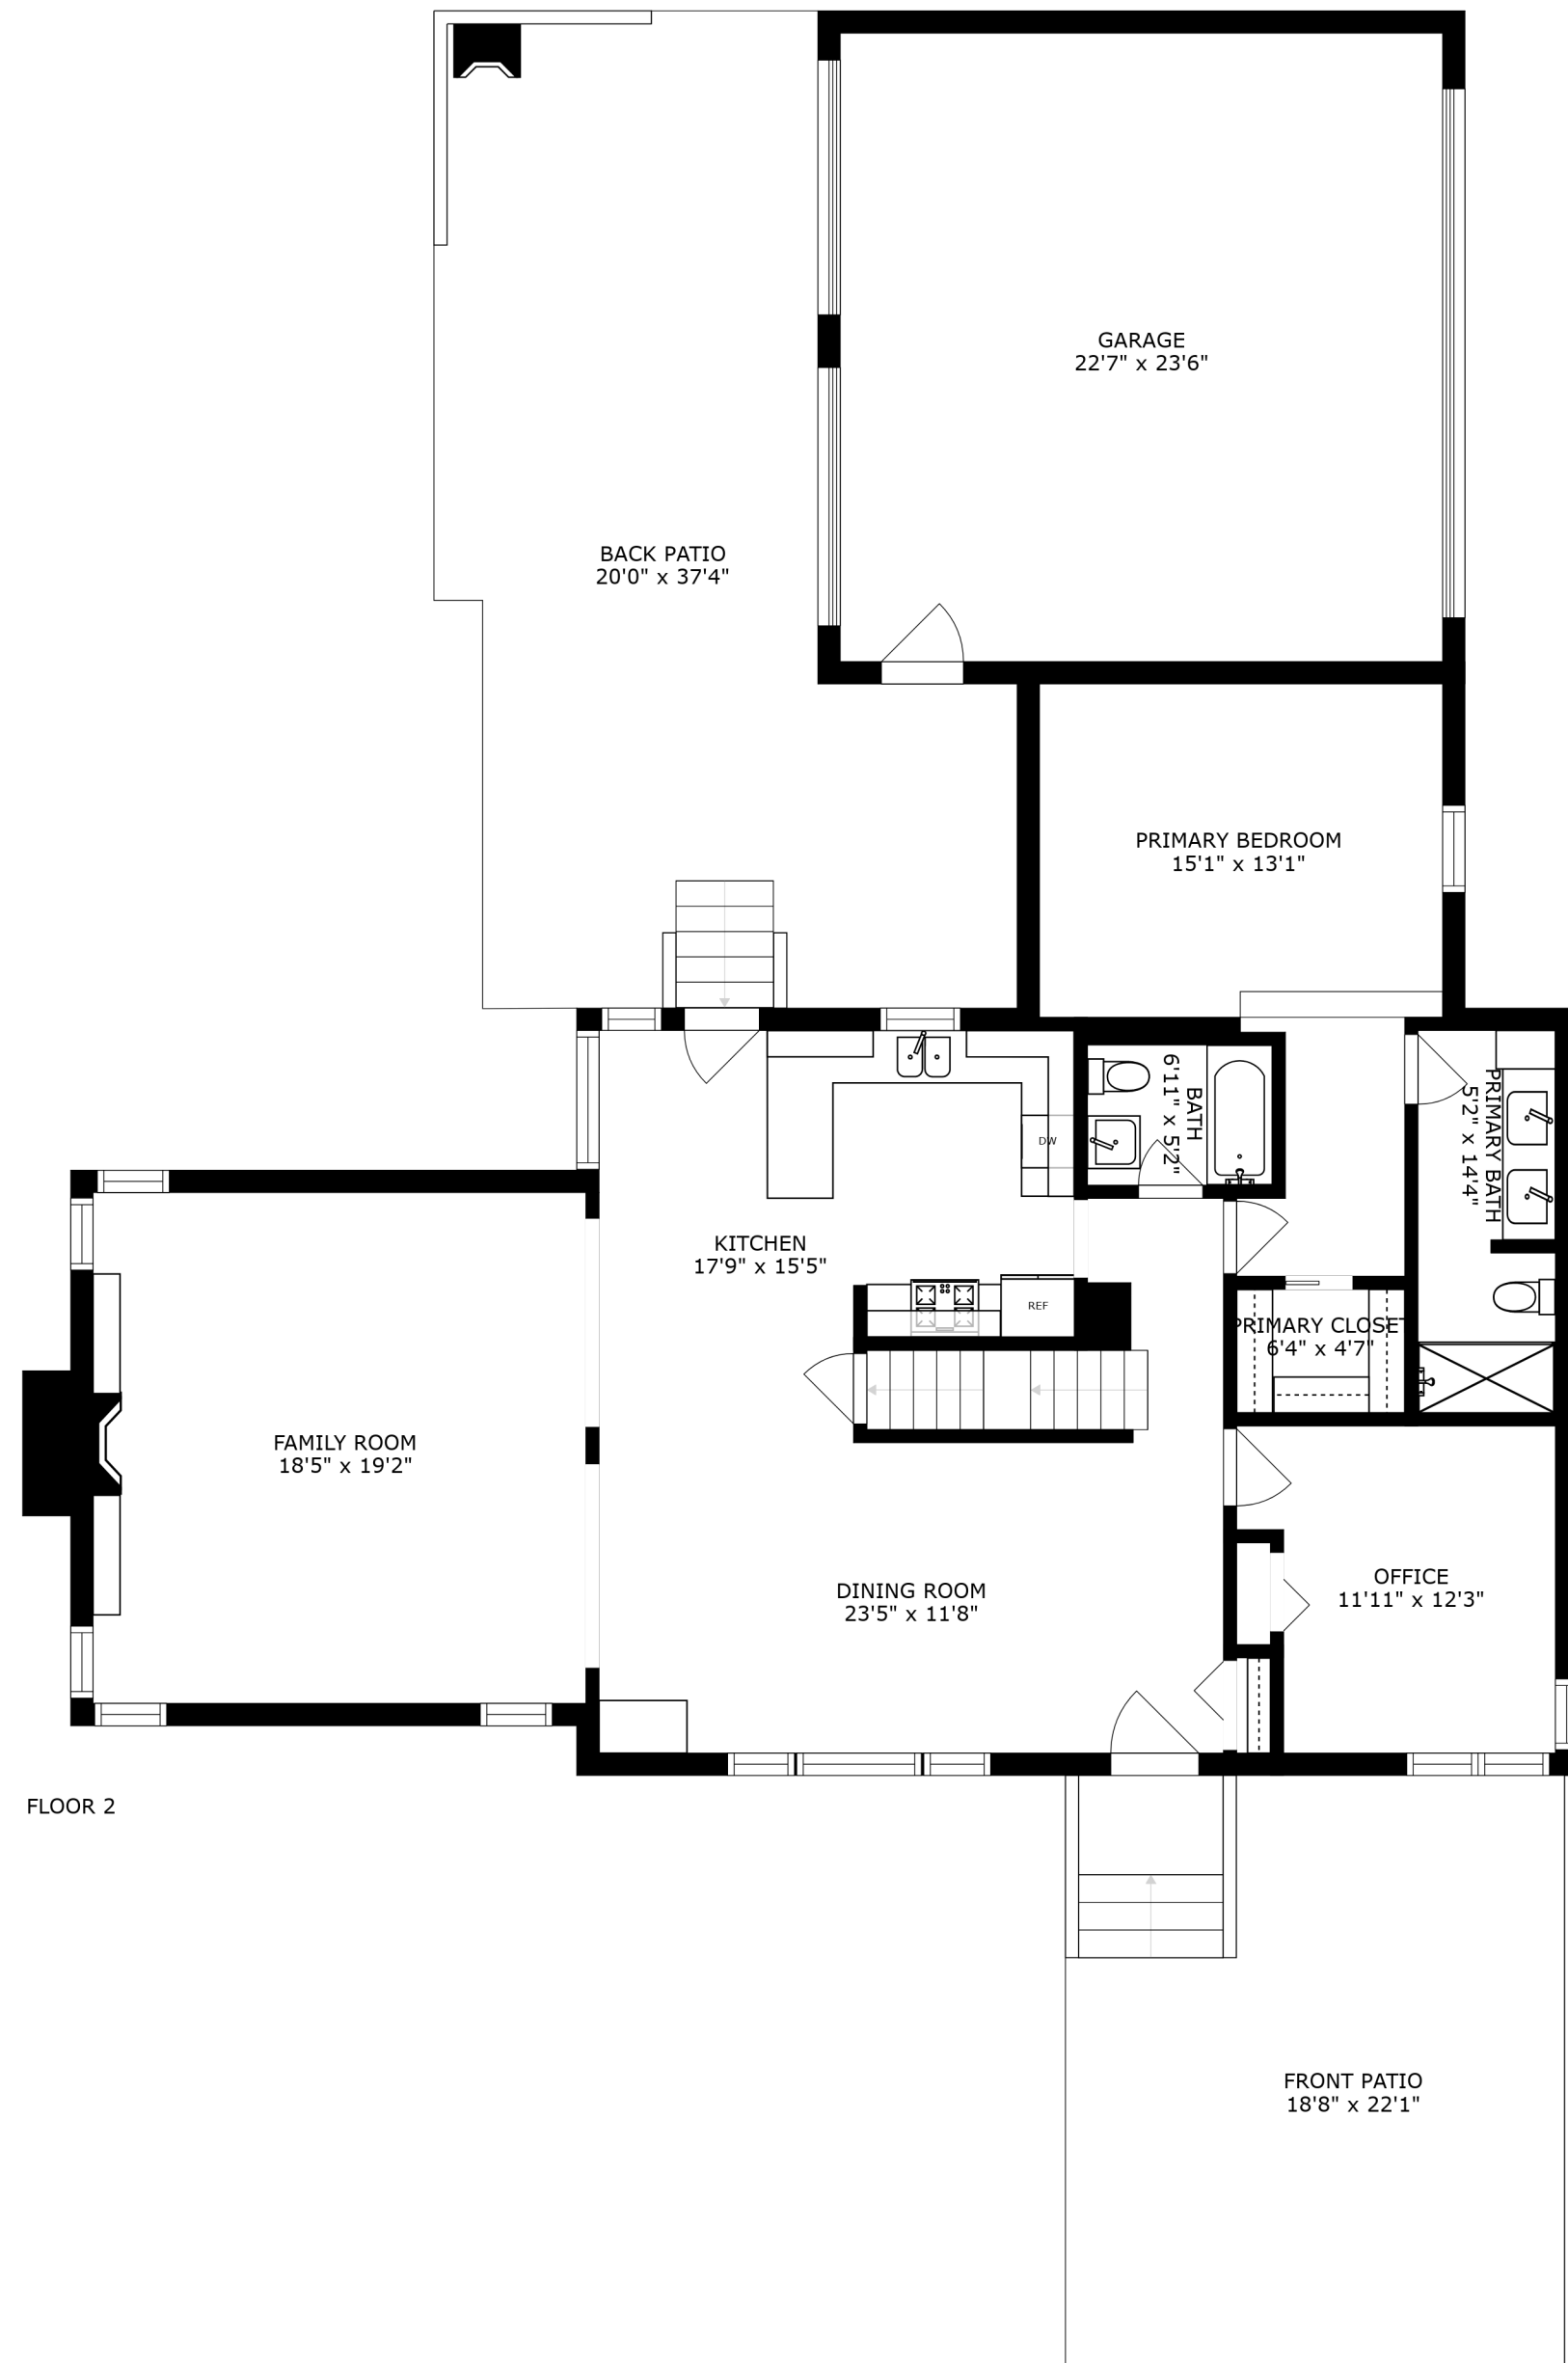 GARAGE
22'7" x 23'6"
BACK PATIO
20'0" x 37'4"
PRIMARY BEDROOM
15'1" x 13'1"
BATH
6'11" x 5'2"
PRIMARY BATH
5'2" x 14'4"
DW
KITCHEN
17'9" x 15'5"
REF
PRIMARY CLOSET
6'4" x 4'7"
FAMILY ROOM
18'5" x 19'2"
DINING ROOM
23'5" x 11'8"
OFFICE
11'11" x 12'3"
FLOOR 2
FRONT PATIO
18'8" x 22'1"